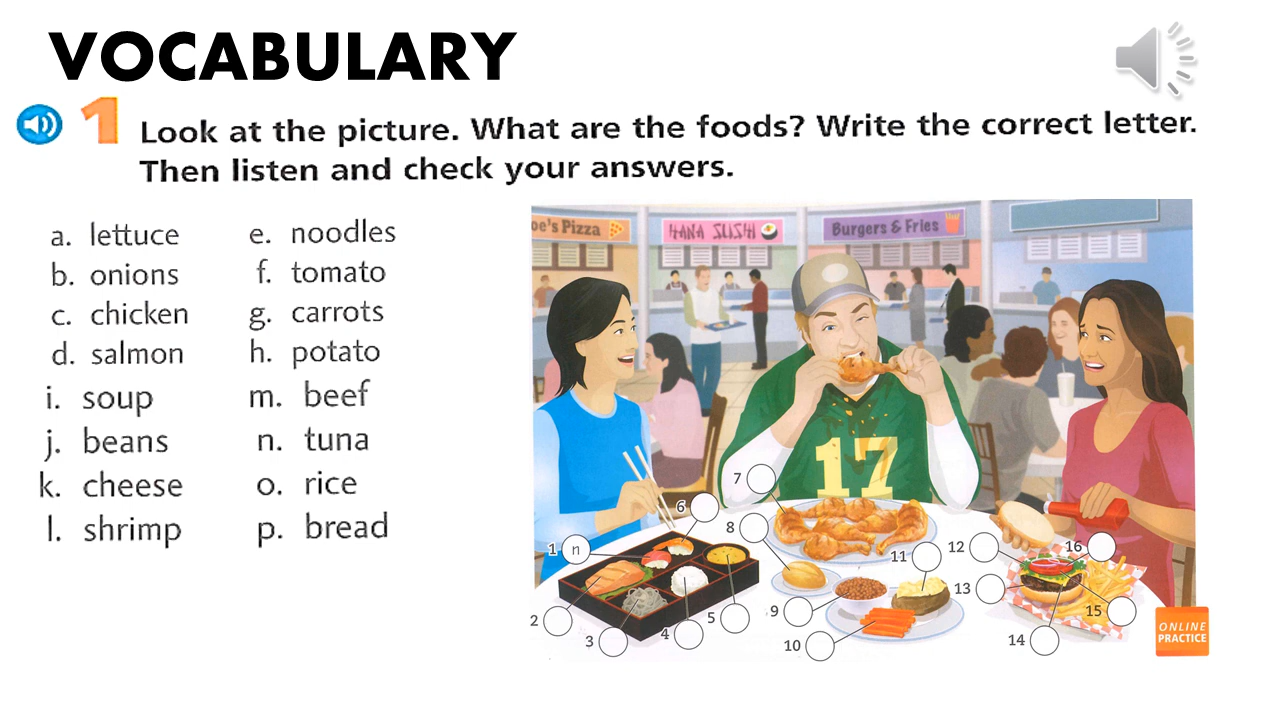 VOCABULARY
1
Look at the picture. What are the foods? Write the correct letter.
Then listen and check your answers.
a. lettuce
b. onions
c. chicken
d. salmon
i. soup
j. beans
k. cheese
l. shrimp
e. noodles
f. tomato
g. carrots
h. potato
m. beef
n. tuna
o. rice
p. bread
oe's Pizza
HANA SUSHI
Burgers & Fries
17
1 n
2
3
4
5
6
7
8
9
10
11
12
13
14
15
16
ONLINE
PRACTICE